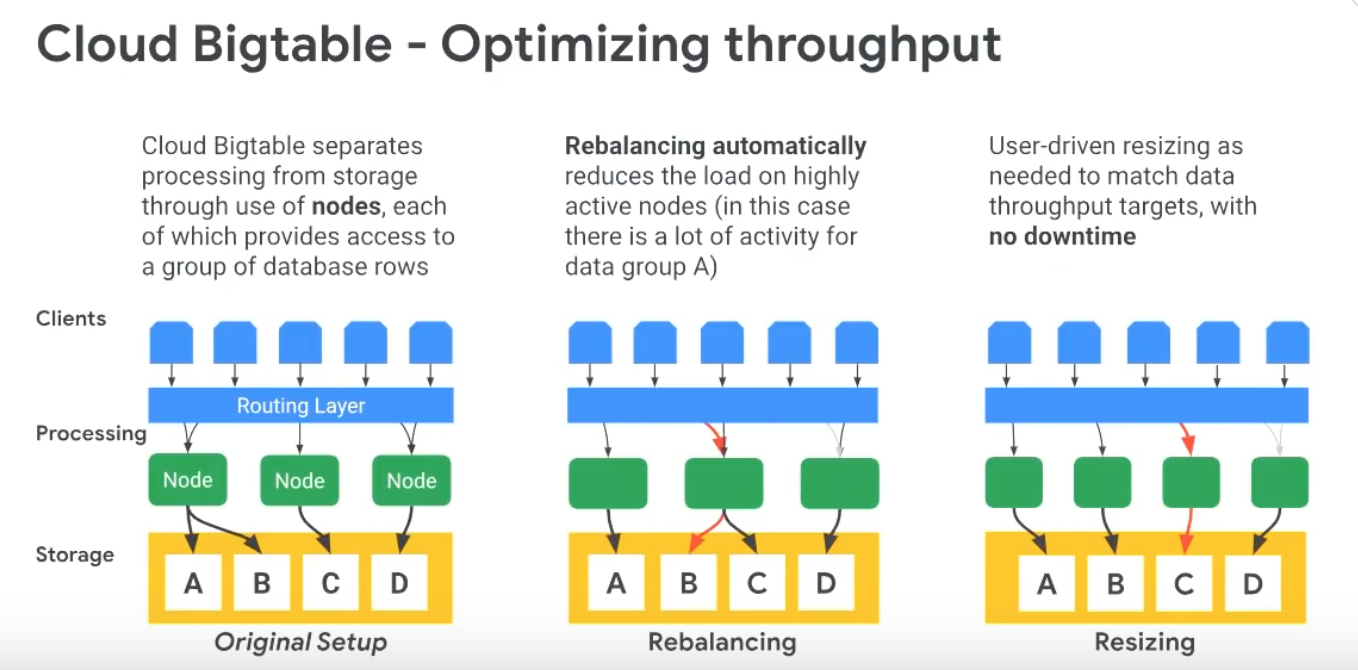 Cloud Bigtable - Optimizing throughput
Cloud Bigtable separates
processing from storage
through use of nodes, each
of which provides access to
a group of database rows
Rebalancing automatically
reduces the load on highly
active nodes (in this case
there is a lot of activity for
data group A)
User-driven resizing as
needed to match data
throughput targets, with
no downtime
Clients
Routing Layer
Processing
Node Node Node
Storage
A B C D
A B C D
A B C D
Original Setup
Rebalancing
Resizing